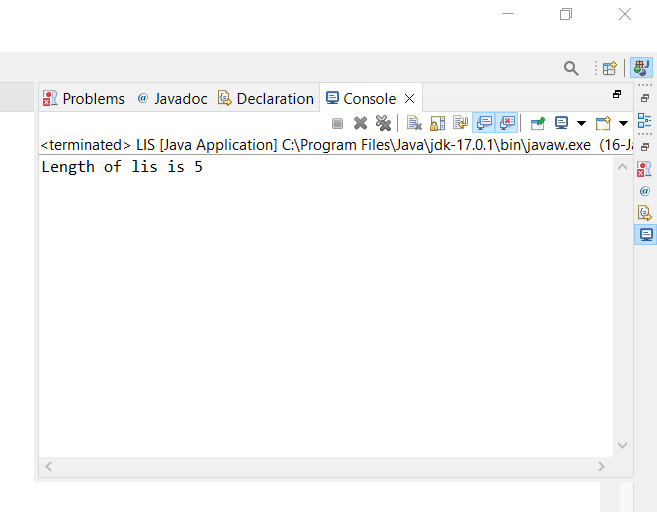 Problems @ Javadoc Declaration Console
<terminated> LIS [Java Application] C:\Program Files\Java\jdk-17.0.1\bin\javaw.exe (16-Ja
Length of lis is 5